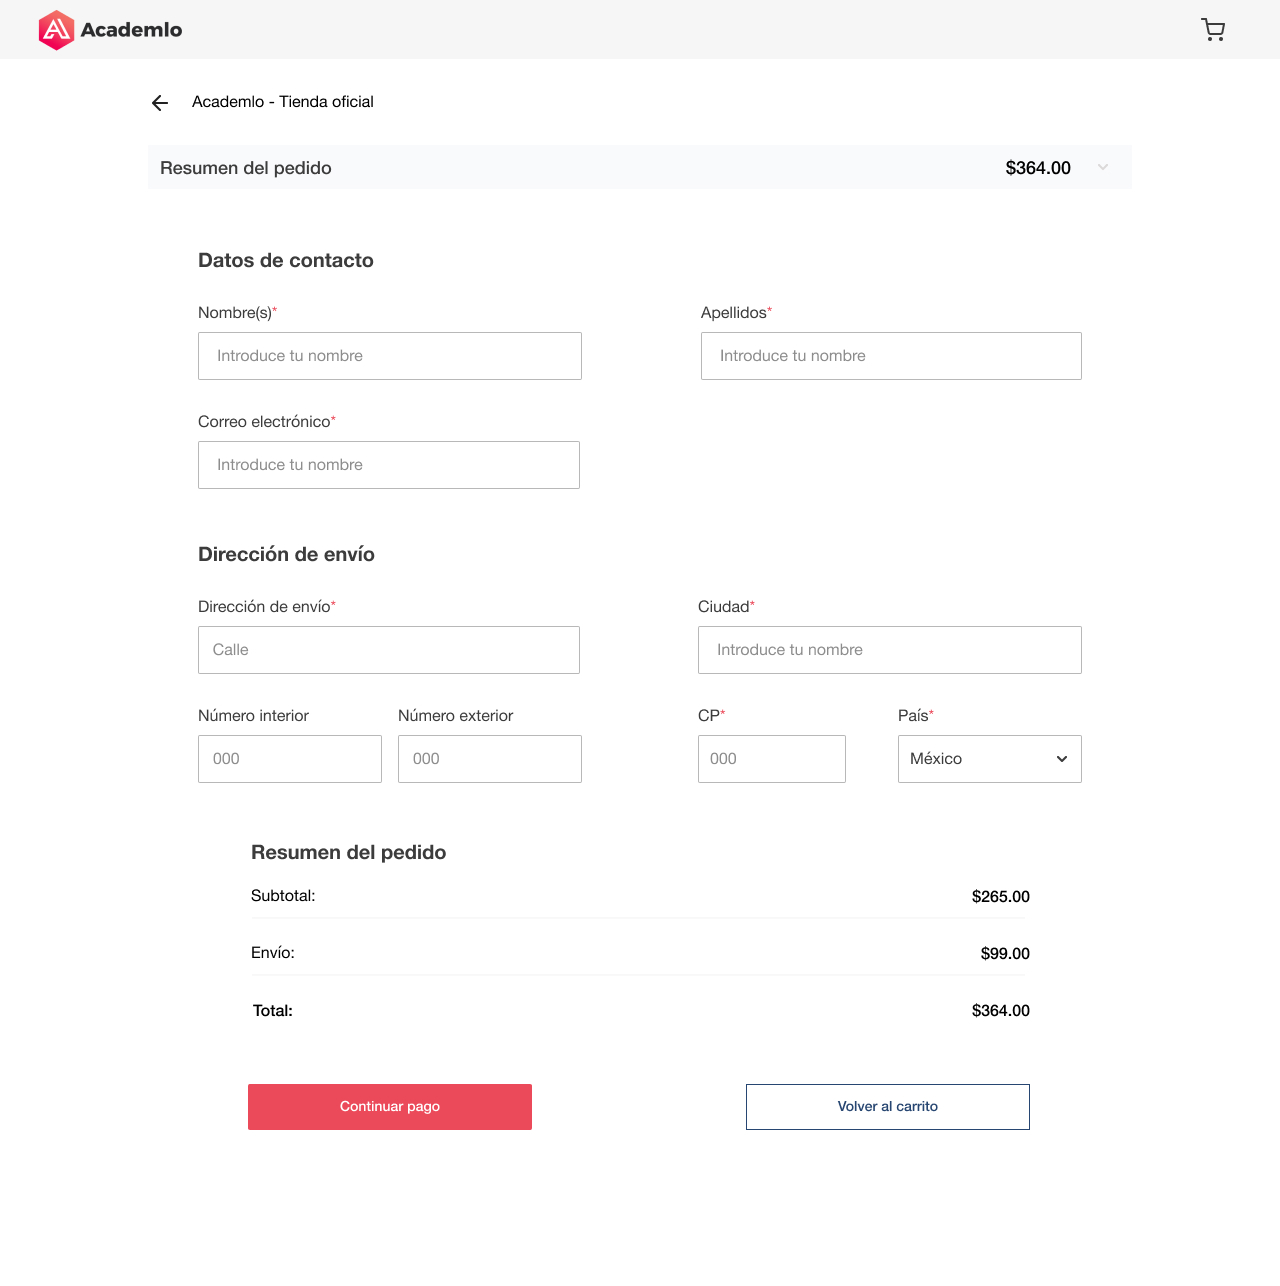 Academlo
Academlo - Tienda oficial
Resumen del pedido $364.00
Datos de contacto
Nombre(s)* Apellidos*
Introduce tu nombre Introduce tu nombre
Correo electrónico*
Introduce tu nombre
Dirección de envío
Dirección de envío* Ciudad*
Calle Introduce tu nombre
Número interior Número exterior CP* País*
000 000 000 México
Resumen del pedido
Subtotal: $265.00
Envío: $99.00
Total: $364.00
Continuar pago Volver al carrito